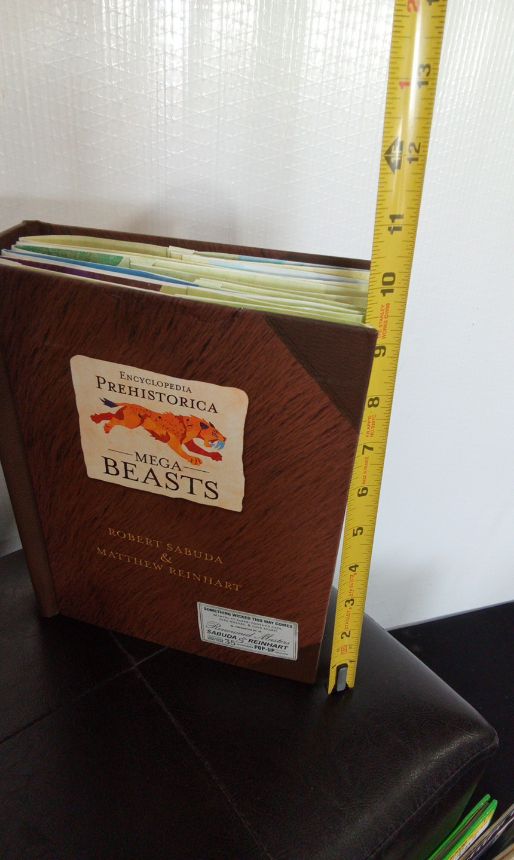 ENCYCLOPEDIA
PREHISTORICA
MEGA
BEASTS
ROBERT SABUDA
&
MATTHEW REINHART
SOMETHING WICKED THIS WAY COMES
SABUDA & REINHART
35
POP-UP
13
12
11
10
9
8
7
6
5
4
3
2